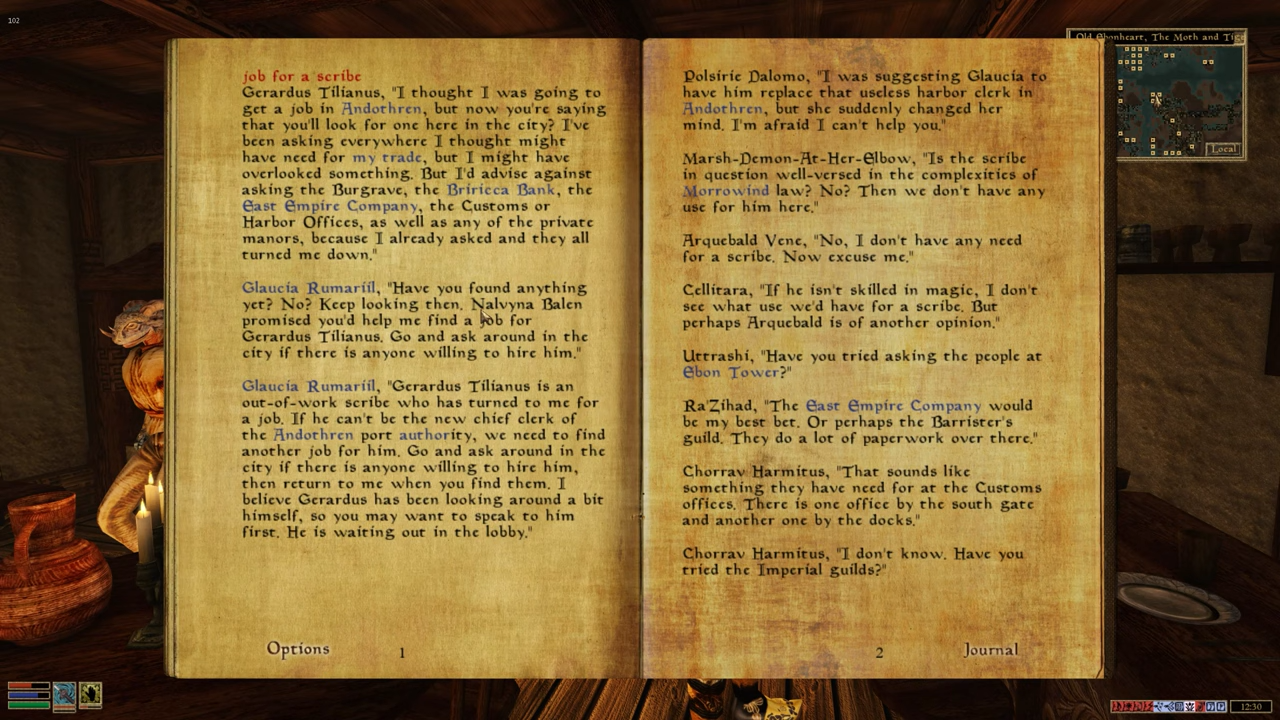 102
Old Ebonheart, The Moth and Tig
job for a scribe
Gerardus Tilianus, "I thought I was going to
get a job in Andothren, but now you're saying
that you'll look for one here in the city? I've
been asking everywhere I thought might
have need for my trade, but I might have
overlooked something. But I'd advise against
asking the Burgrave, the Briricca Bank, the
East Empire Company, the Customs or
Harbor Offices, as well as any of the private
manors, because I already asked and they all
turned me down."
Glaucia Rumariil, "Have you found anything
yet? No? Keep looking then. Nalvyna Balen
promised you'd help me find a job for
Gerardus Tilianus. Go and ask around in the
city if there is anyone willing to hire him."
Glaucia Rumariil, "Gerardus Tilianus is an
out-of-work scribe who has turned to me for
a job. If he can't be the new chief clerk of
the Andothren port authority, we need to find
another job for him. Go and ask around in the
city if there is anyone willing to hire him,
then return to me when you find them. I
believe Gerardus has been looking around a bit
himself, so you may want to speak to him
first. He is waiting out in the lobby."
Options
1
Polsirie Dalomo, "I was suggesting Glaucia to
have him replace that useless harbor clerk in
Andothren, but she suddenly changed her
mind. I'm afraid I can't help you."
Marsh-Demon-At-Her-Elbow, "Is the scribe
in question well-versed in the complexities of
Morrowind law? No? Then we don't have any
use for him here."
Arquebald Vene, "No, I don't have any need
for a scribe. Now excuse me."
Cellitara, "If he isn't skilled in magic, I don't
see what use we'd have for a scribe. But
perhaps Arquebald is of another opinion."
Uttrashi, "Have you tried asking the people at
Ebon Tower?"
Ra'Zihad, "The East Empire Company would
be my best bet. Or perhaps the Barrister's
guild. They do a lot of paperwork over there."
Chorrav Harmitus, "That sounds like
something they have need for at the Customs
offices. There is one office by the south gate
and another one by the docks."
Chorrav Harmitus, "I don't know. Have you
tried the Imperial guilds?"
2
Journal
Local
12:30